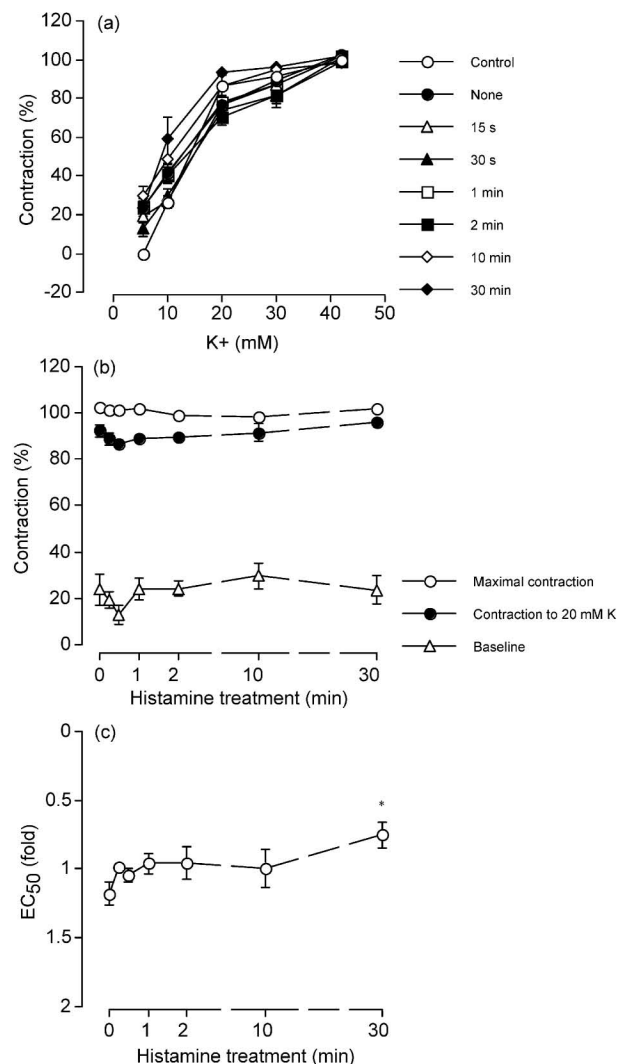 (a)
120
100
80
60
40
20
0
-20
Contraction (%)
0 10 20 30 40 50
K+ (mM)
Control
None
15 s
30 s
1 min
2 min
10 min
30 min
(b)
120
100
80
60
40
20
0
Contraction (%)
0 1 2 10 30
Histamine treatment (min)
Maximal contraction
Contraction to 20 mM K
Baseline
(c)
0
0.5
1
1.5
2
EC50 (fold)
*
0 1 2 10 30
Histamine treatment (min)